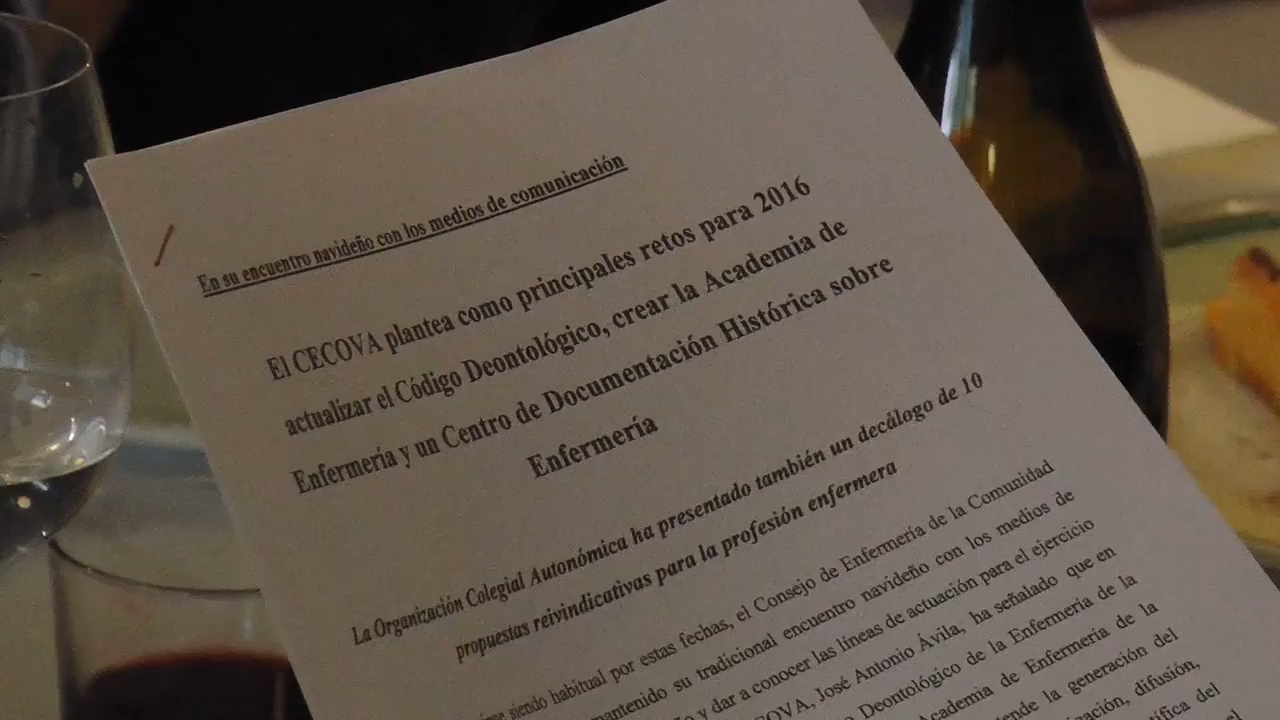 En su encuentro navideño con los medios de comunicación
El CECOVA plantea como principales retos para 2016
actualizar el Código Deontológico, crear la Academia de
Enfermería y un Centro de Documentación Histórica sobre
Enfermería
La Organización Colegial Autonómica ha presentado también un decálogo de 10
propuestas reivindicativas para la profesión enfermera
siendo habitual por estas fechas, el Consejo de Enfermería de la Comunidad
mantenido su tradicional encuentro navideño con los medios de
y dar a conocer las líneas de actuación para el ejercicio
José Antonio Ávila, ha señalado que en
Deontológico de la Enfermería de la
Academia de Enfermería de la
la generación del
difusión,
del